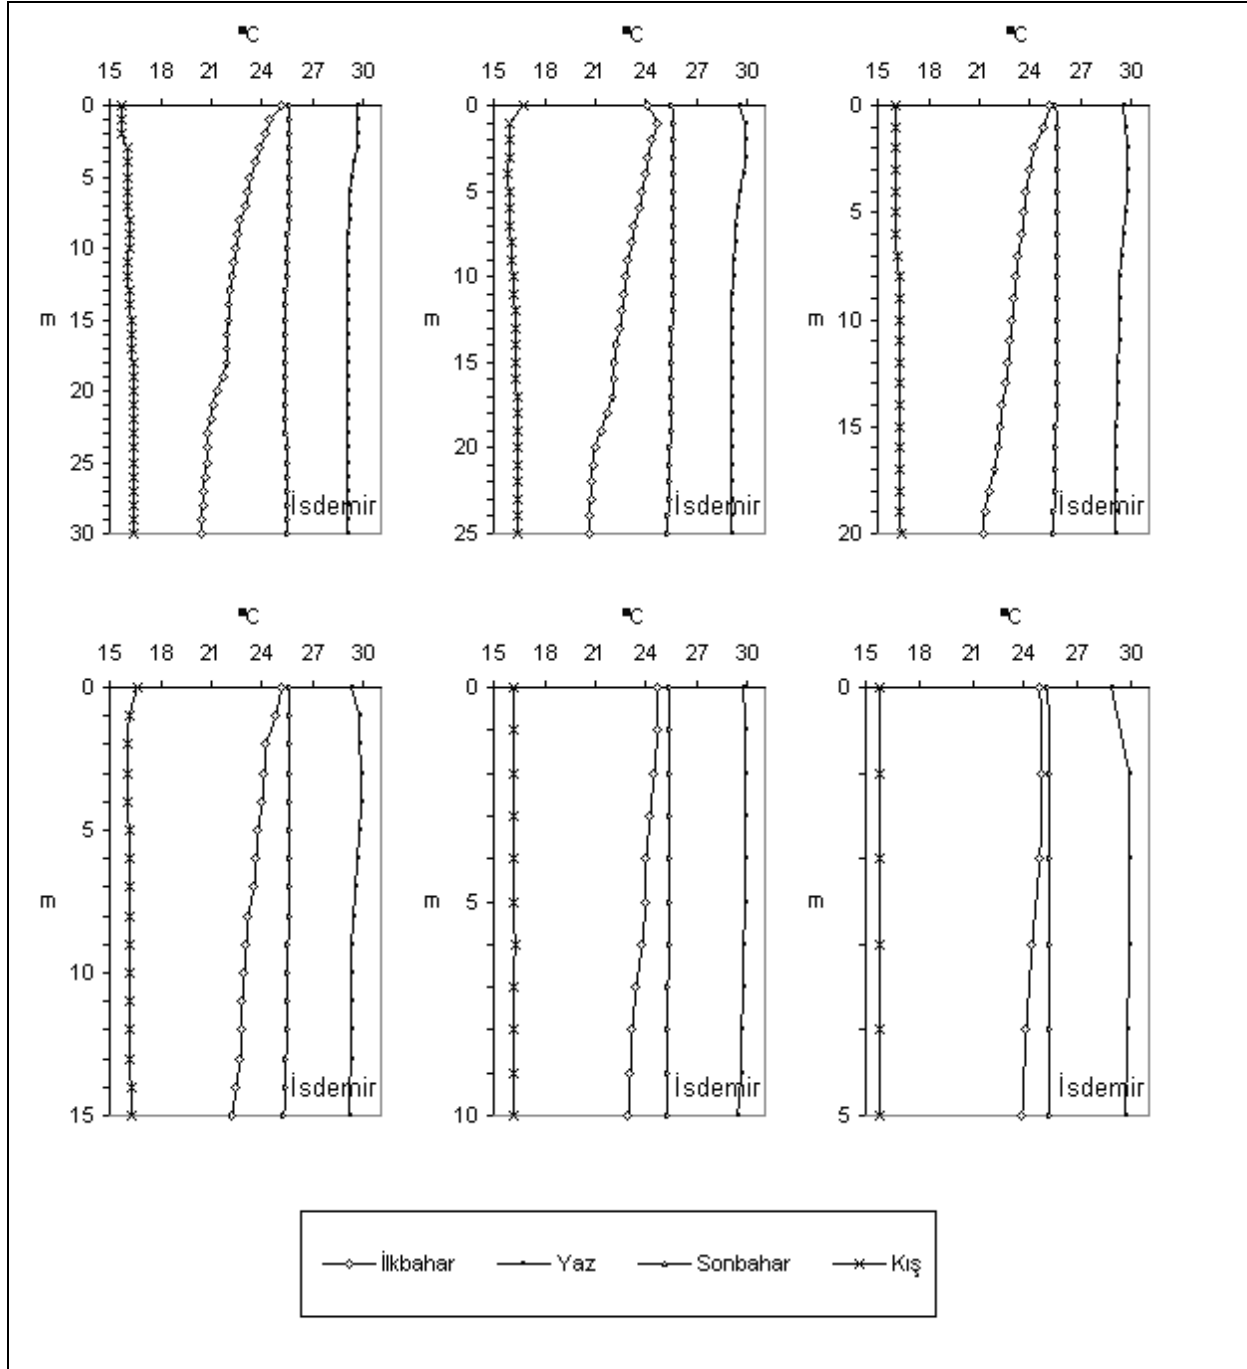 ■C ■C ■C
15 18 21 24 27 30 15 18 21 24 27 30 15 18 21 24 27 30
0 0 0
5 5 5
10 10 10
m 15 m 15 m
20 20 15
25
30 İsdemir 25 İsdemir 20 İsdemir
■C ■C ■C
15 18 21 24 27 30 15 18 21 24 27 30 15 18 21 24 27 30
0 0 0
5
m m 5 m
10
15 İsdemir 10 İsdemir 5 İsdemir
İlkbahar Yaz Sonbahar Kış